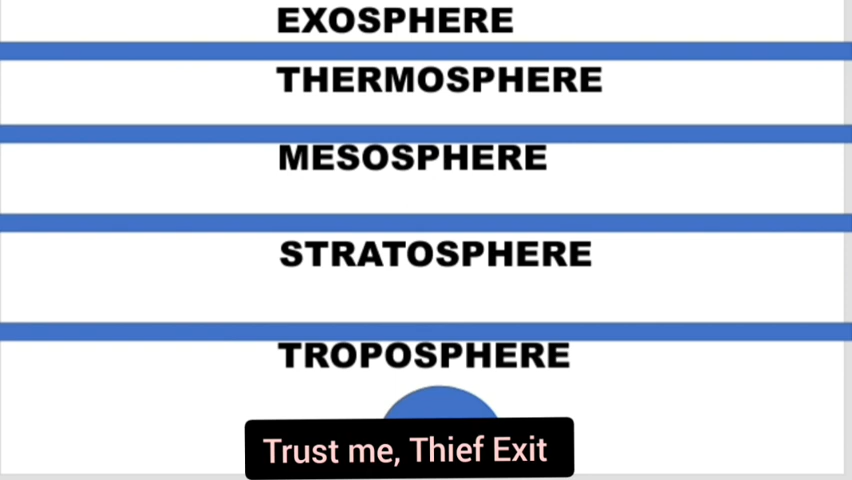 EXOSPHERE
THERMOSPHERE
MESOSPHERE
STRATOSPHERE
TROPOSPHERE
Trust me, Thief Exit